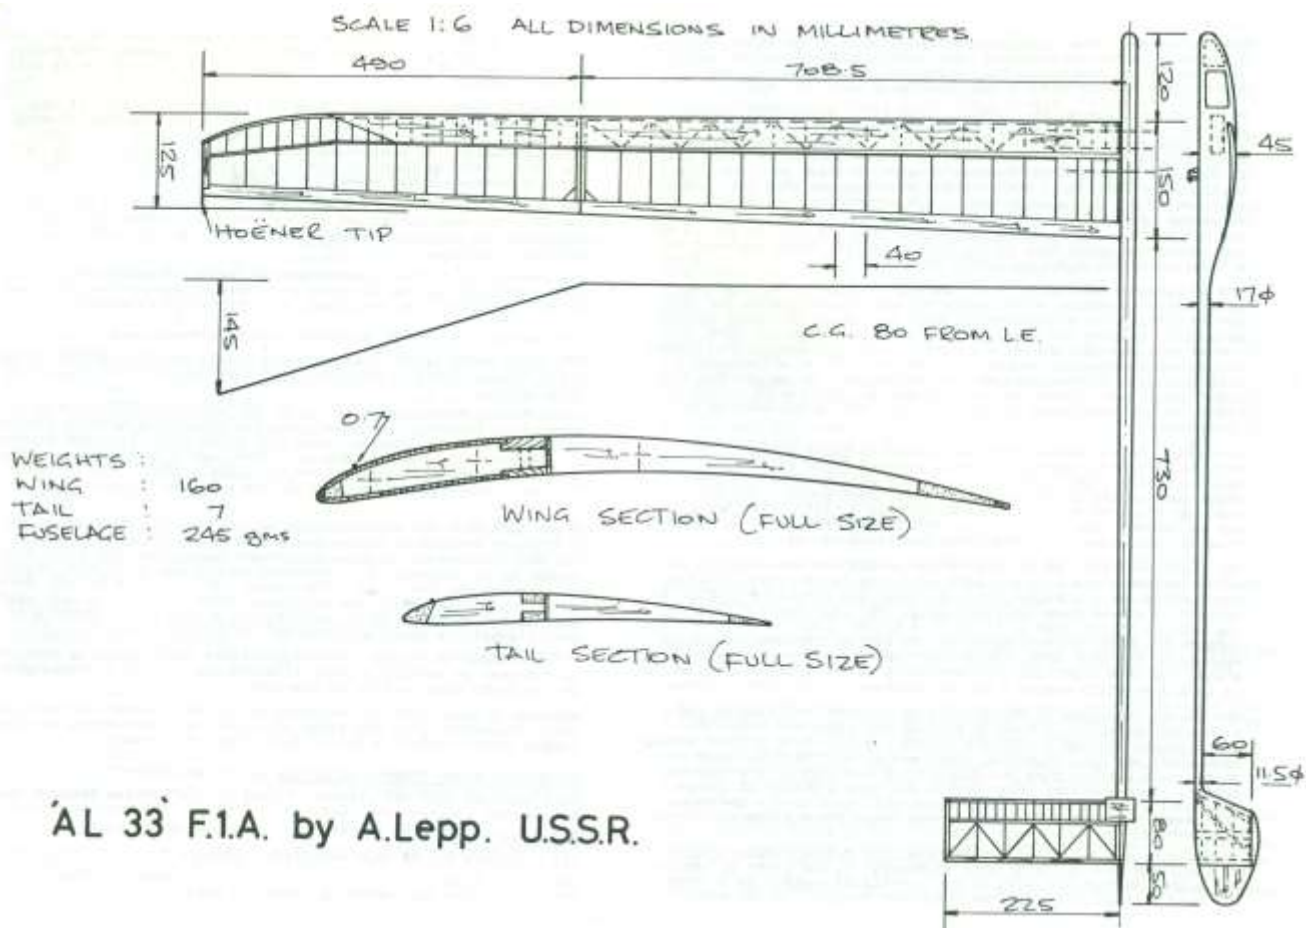 SCALE 1:6 ALL DIMENSIONS IN MILLIMETRES
490
708.5
120
125
150
45
HOËNER TIP
40
145
17φ
C.G. 80 FROM L.E.
0.7
WEIGHTS :
WING : 160
TAIL : 7
FUSELAGE : 245 gms
730
WING SECTION (FULL SIZE)
TAIL SECTION (FULL SIZE)
60
11.5φ
'AL 33' F.1.A. by A.Lepp. U.S.S.R.
80
50
225